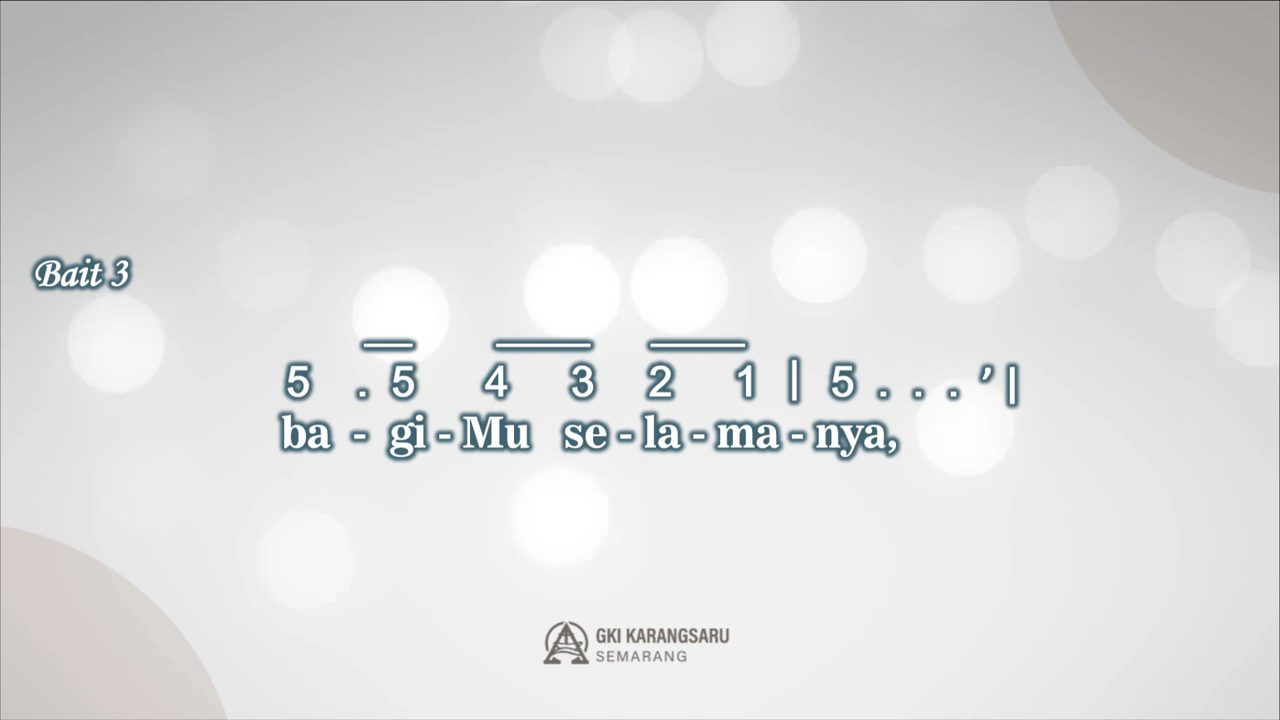 Bait 3
5 . 5 4 3 2 1 | 5 . . . ’ |
ba - gi - Mu se - la - ma - nya,
GKI KARANGSARU
SEMARANG